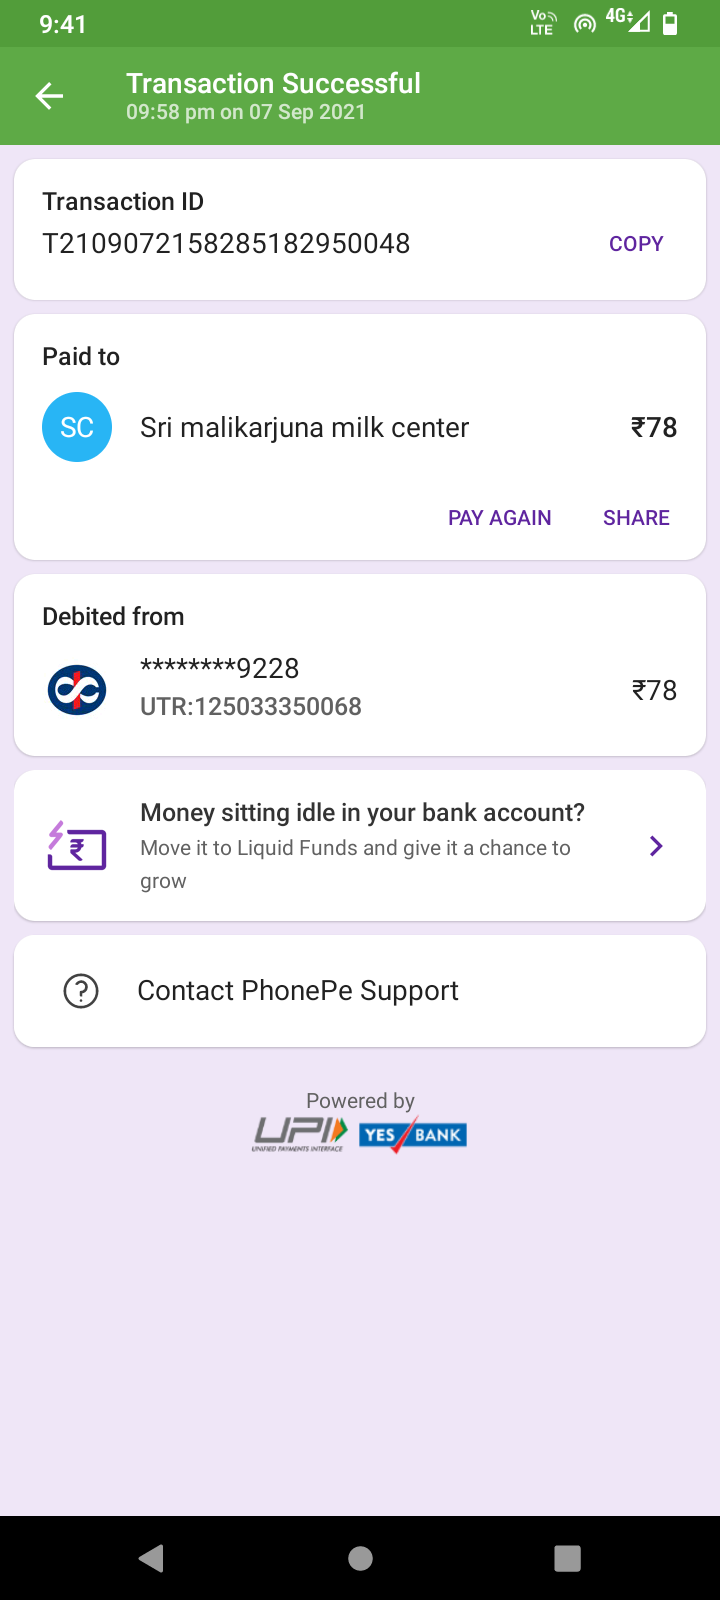 9:41
Vo LTE 4G
Transaction Successful
09:58 pm on 07 Sep 2021
Transaction ID
T2109072158285182950048 COPY
Paid to
SC Sri malikarjuna milk center ₹78
PAY AGAIN SHARE
Debited from
********9228
UTR:125033350068 ₹78
Money sitting idle in your bank account?
Move it to Liquid Funds and give it a chance to
grow
Contact PhonePe Support
Powered by
UPI YES BANK
UNIFIED PAYMENTS INTERFACE